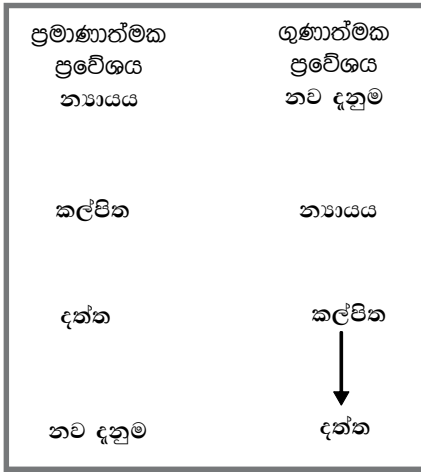 ප්‍රමාණාත්මක
ප්‍රවේශය
න්‍යායය
කල්පිත
දත්ත
නව දැනුම
ගුණාත්මක
ප්‍රවේශය
නව දැනුම
න්‍යායය
කල්පිත
දත්ත